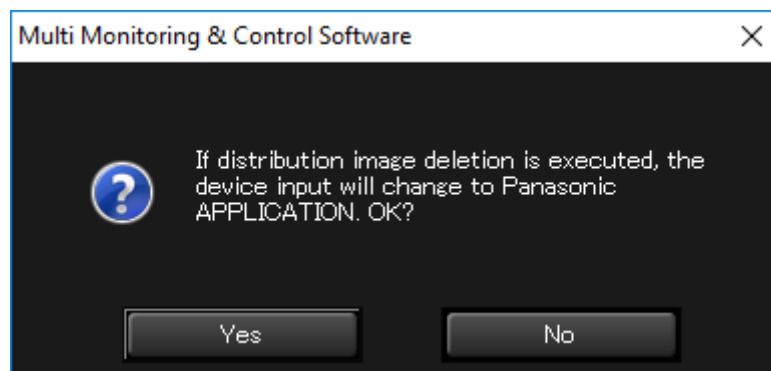 Multi Monitoring & Control Software
If distribution image deletion is executed, the
device input will change to Panasonic
APPLICATION. OK?
Yes
No